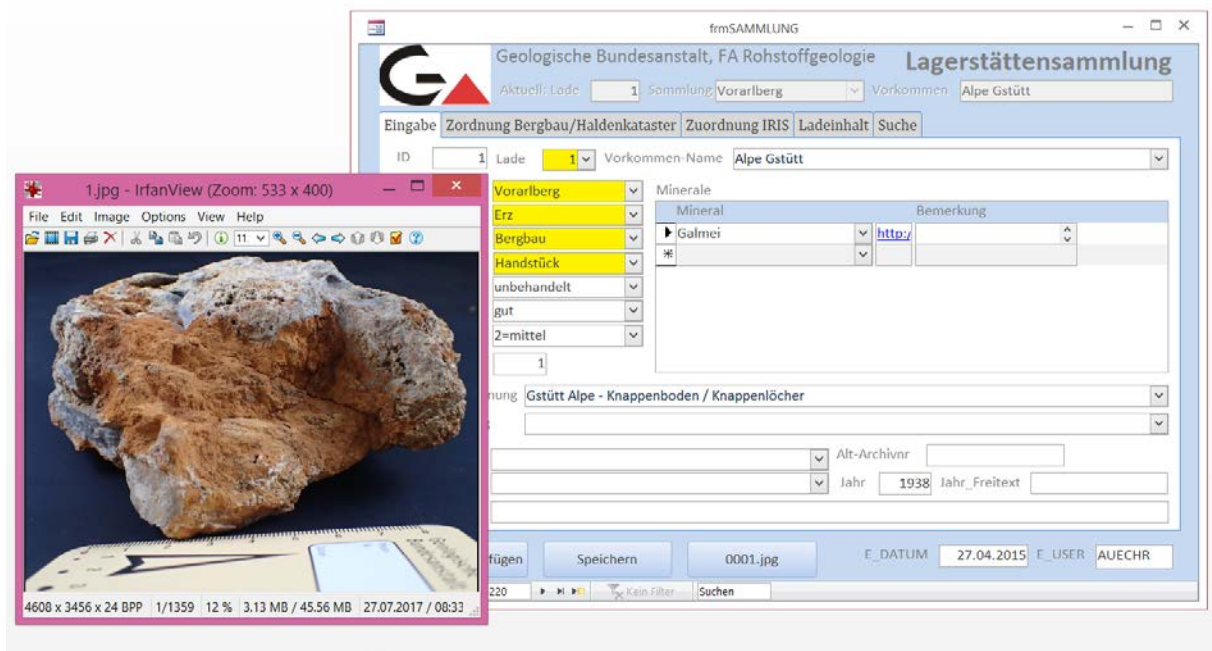 frmSAMMLUNG
Geologische Bundesanstalt, FA Rohstoffgeologie
Lagerstättensammlung
Aktuell: Lade 1 Sammlung Vorarlberg Vorkommen Alpe Gstütt
Eingabe Zordnung Bergbau/Haldenkataster Zuordnung IRIS Ladeinhalt Suche
ID 1 Lade 1 Vorkommen-Name Alpe Gstütt
Vorarlberg
Erz
Bergbau
Handstück
unbehandelt
gut
2=mittel
1
Minerale
Mineral Bemerkung
Galmei http:/
nung Gstütt Alpe - Knappenboden / Knappenlöcher
Alt-Archivnr
Jahr 1938 Jahr_Freitext
fügen Speichern 0001.jpg E_DATUM 27.04.2015 E_USER AUECHR
220 Kein Filter Suchen
1.jpg - IrfanView (Zoom: 533 x 400)
File Edit Image Options View Help
11
4608 x 3456 x 24 BPP 1/1359 12 % 3.13 MB / 45.56 MB 27.07.2017 / 08:33